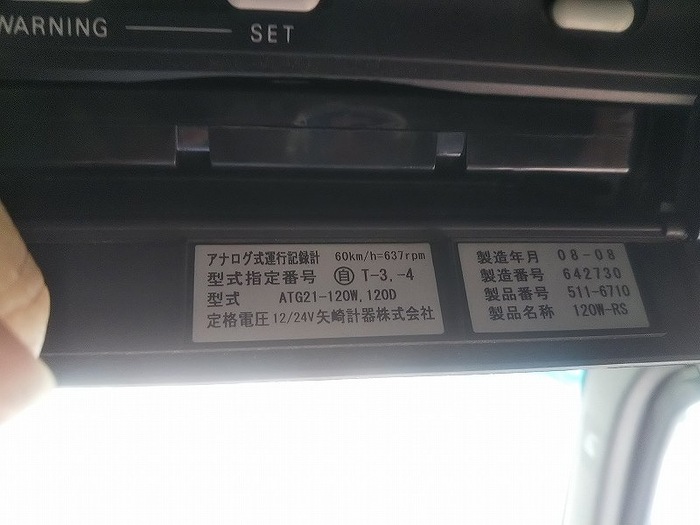 WARNING
SET
アナログ式運行記録計 60km/h=637rpm
型式指定番号 ㊀自 T-3, -4
型式 ATG21-120W, 120D
定格電圧 12/24V 矢崎計器株式会社
製造年月 08-08
製造番号 642730
製品番号 511-6710
製品名称 120W-RS